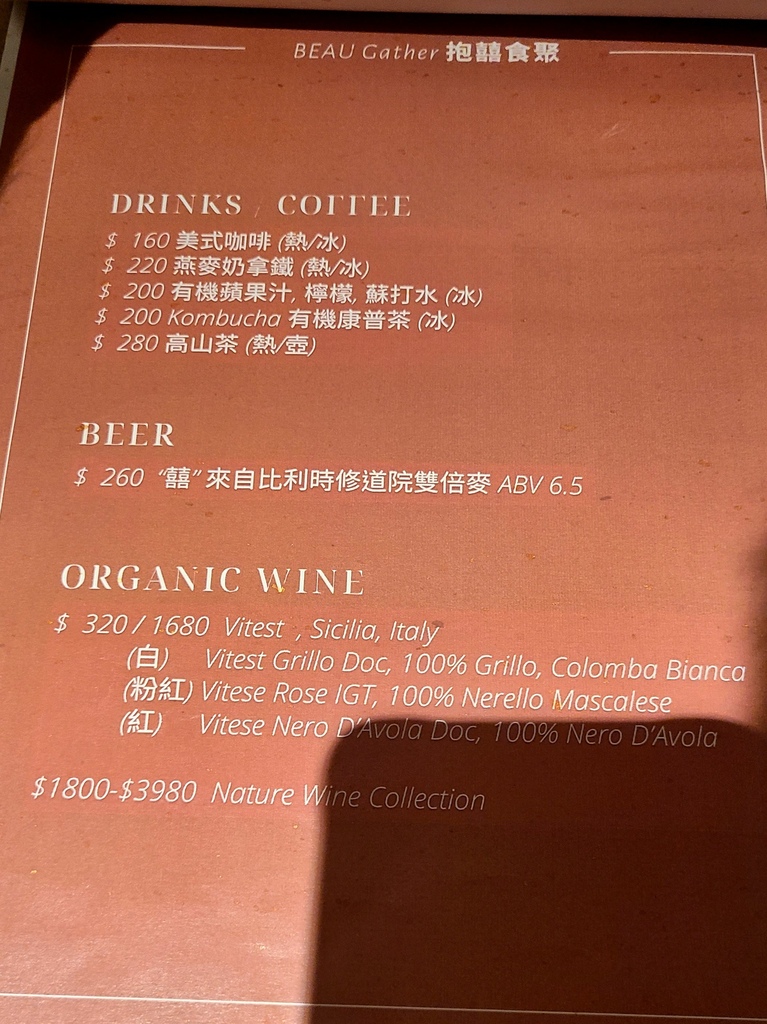 BEAU Gather 抱囍食聚
DRINKS / COFFEE
$ 160 美式咖啡 (熱/冰)
$ 220 燕麥奶拿鐵 (熱/冰)
$ 200 有機蘋果汁, 檸檬, 蘇打水 (冰)
$ 200 Kombucha 有機康普茶 (冰)
$ 280 高山茶 (熱/壺)
BEER
$ 260 “囍” 來自比利時修道院雙倍麥 ABV 6.5
ORGANIC WINE
$ 320 / 1680 Vitest , Sicilia, Italy
(白) Vitest Grillo Doc, 100% Grillo, Colomba Bianca
(粉紅) Vitese Rose IGT, 100% Nerello Mascalese
(紅) Vitese Nero D'Avola Doc, 100% Nero D'Avola
$1800-$3980 Nature Wine Collection